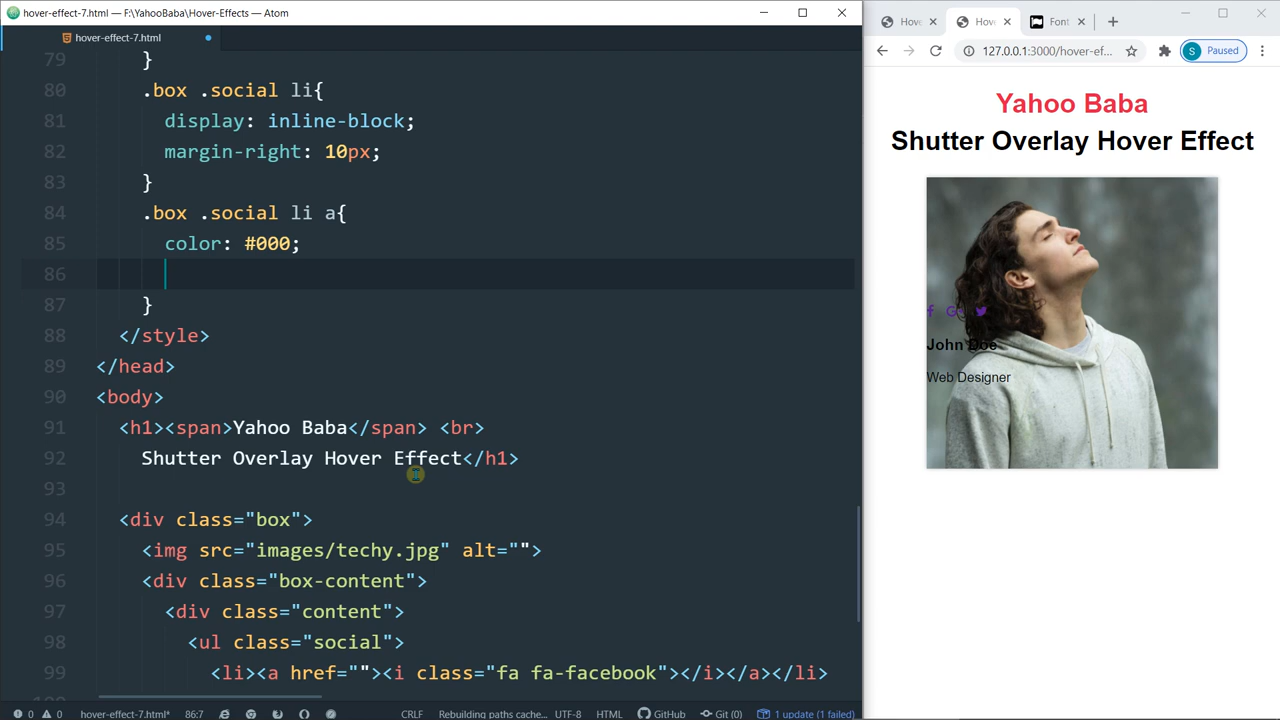 hover-effect-7.html — F:\YahooBaba\Hover-Effects — Atom
hover-effect-7.html
79 }
80 .box .social li{
81 display: inline-block;
82 margin-right: 10px;
83 }
84 .box .social li a{
85 color: #000;
86
87 }
88 </style>
89 </head>
90 <body>
91 <h1><span>Yahoo Baba</span> <br>
92 Shutter Overlay Hover Effect</h1>
93
94 <div class="box">
95 <img src="images/techy.jpg" alt="">
96 <div class="box-content">
97 <div class="content">
98 <ul class="social">
99 <li><a href=""><i class="fa fa-facebook"></i></a></li>
0 0 hover-effect-7.html* 86:7 CRLF Rebuilding paths cache... UTF-8 HTML GitHub Git (0) 1 update (1 failed)
Hove Hove Font
127.0.0.1:3000/hover-ef... S Paused
Yahoo Baba
Shutter Overlay Hover Effect
John Doe
Web Designer